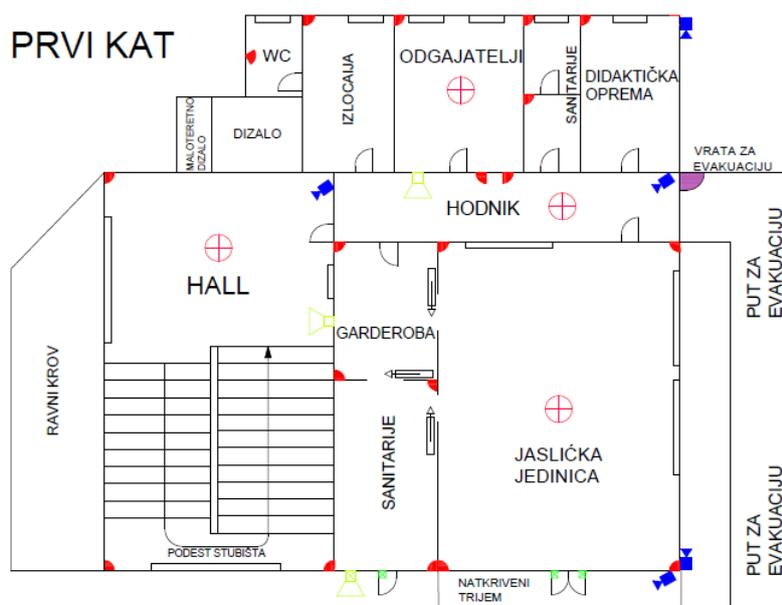 PRVI KAT
WC
IZLOCAIJA
ODGAJATELJI
SANITARIJE
DIDAKTIČKA
OPREMA
MALOTERETNO
DIZALO
DIZALO
VRATA ZA
EVAKUACIJU
HODNIK
HALL
PUT ZA
EVAKUACIJU
GARDEROBA
RAVNI KROV
SANITARIJE
JASLIĆKA
JEDINICA
PUT ZA
EVAKUACIJU
PODEST STUBIŠTA
NATKRIVENI
TRIJEM